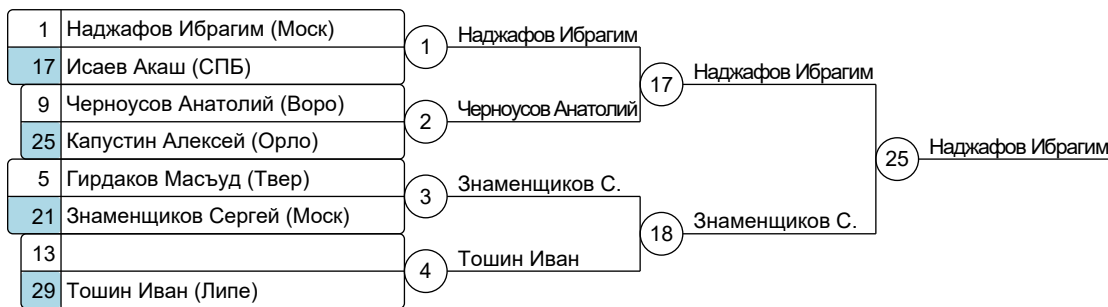 1 Наджафов Ибрагим (Моск)
17 Исаев Акаш (СПБ)
9 Черноусов Анатолий (Воро)
25 Капустин Алексей (Орло)
5 Гирдаков Масъуд (Твер)
21 Знаменщиков Сергей (Моск)
13
29 Тошин Иван (Липе)
1 Наджафов Ибрагим
2 Черноусов Анатолий
3 Знаменщиков С.
4 Тошин Иван
17 Наджафов Ибрагим
18 Знаменщиков С.
25 Наджафов Ибрагим